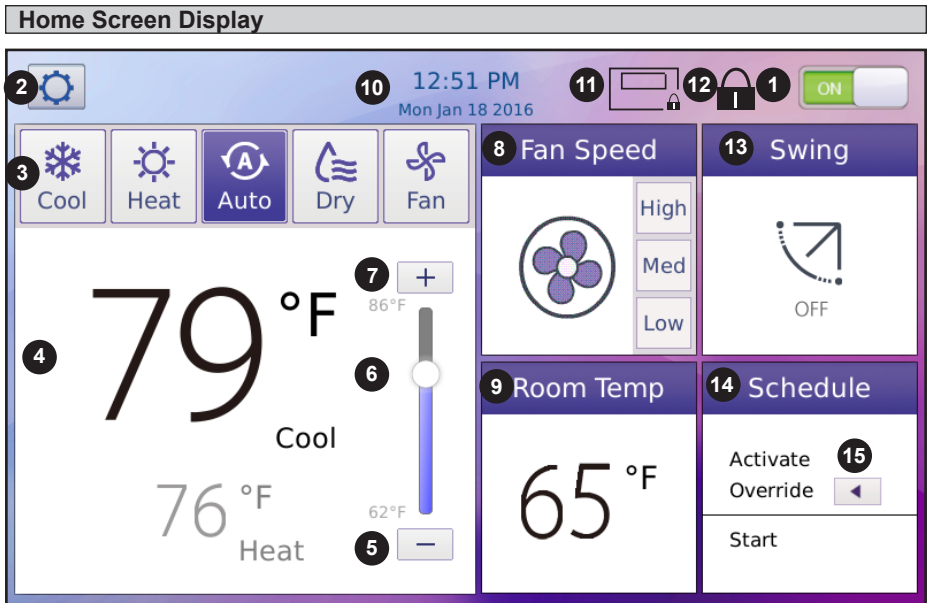 Home Screen Display
2
10
12:51 PM
Mon Jan 18 2016
11
12
1
ON
3
Cool
Heat
Auto
Dry
Fan
4
79 °F
Cool
76 °F
Heat
7
+
86°F
6
62°F
5
−
8
Fan Speed
High
Med
Low
13
Swing
OFF
9
Room Temp
65 °F
14
Schedule
Activate
Override
15
Start